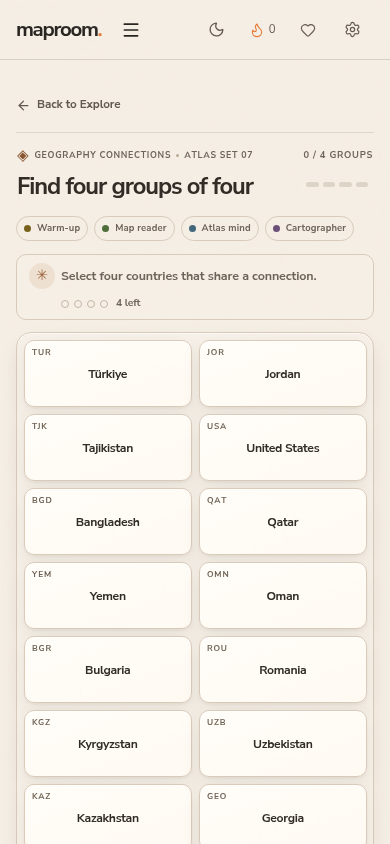 maproom.
0
Back to Explore
GEOGRAPHY CONNECTIONS • ATLAS SET 07
0 / 4 GROUPS
Find four groups of four
Warm-up
Map reader
Atlas mind
Cartographer
Select four countries that share a connection.
4 left
TUR
Türkiye
JOR
Jordan
TJK
Tajikistan
USA
United States
BGD
Bangladesh
QAT
Qatar
YEM
Yemen
OMN
Oman
BGR
Bulgaria
ROU
Romania
KGZ
Kyrgyzstan
UZB
Uzbekistan
KAZ
Kazakhstan
GEO
Georgia